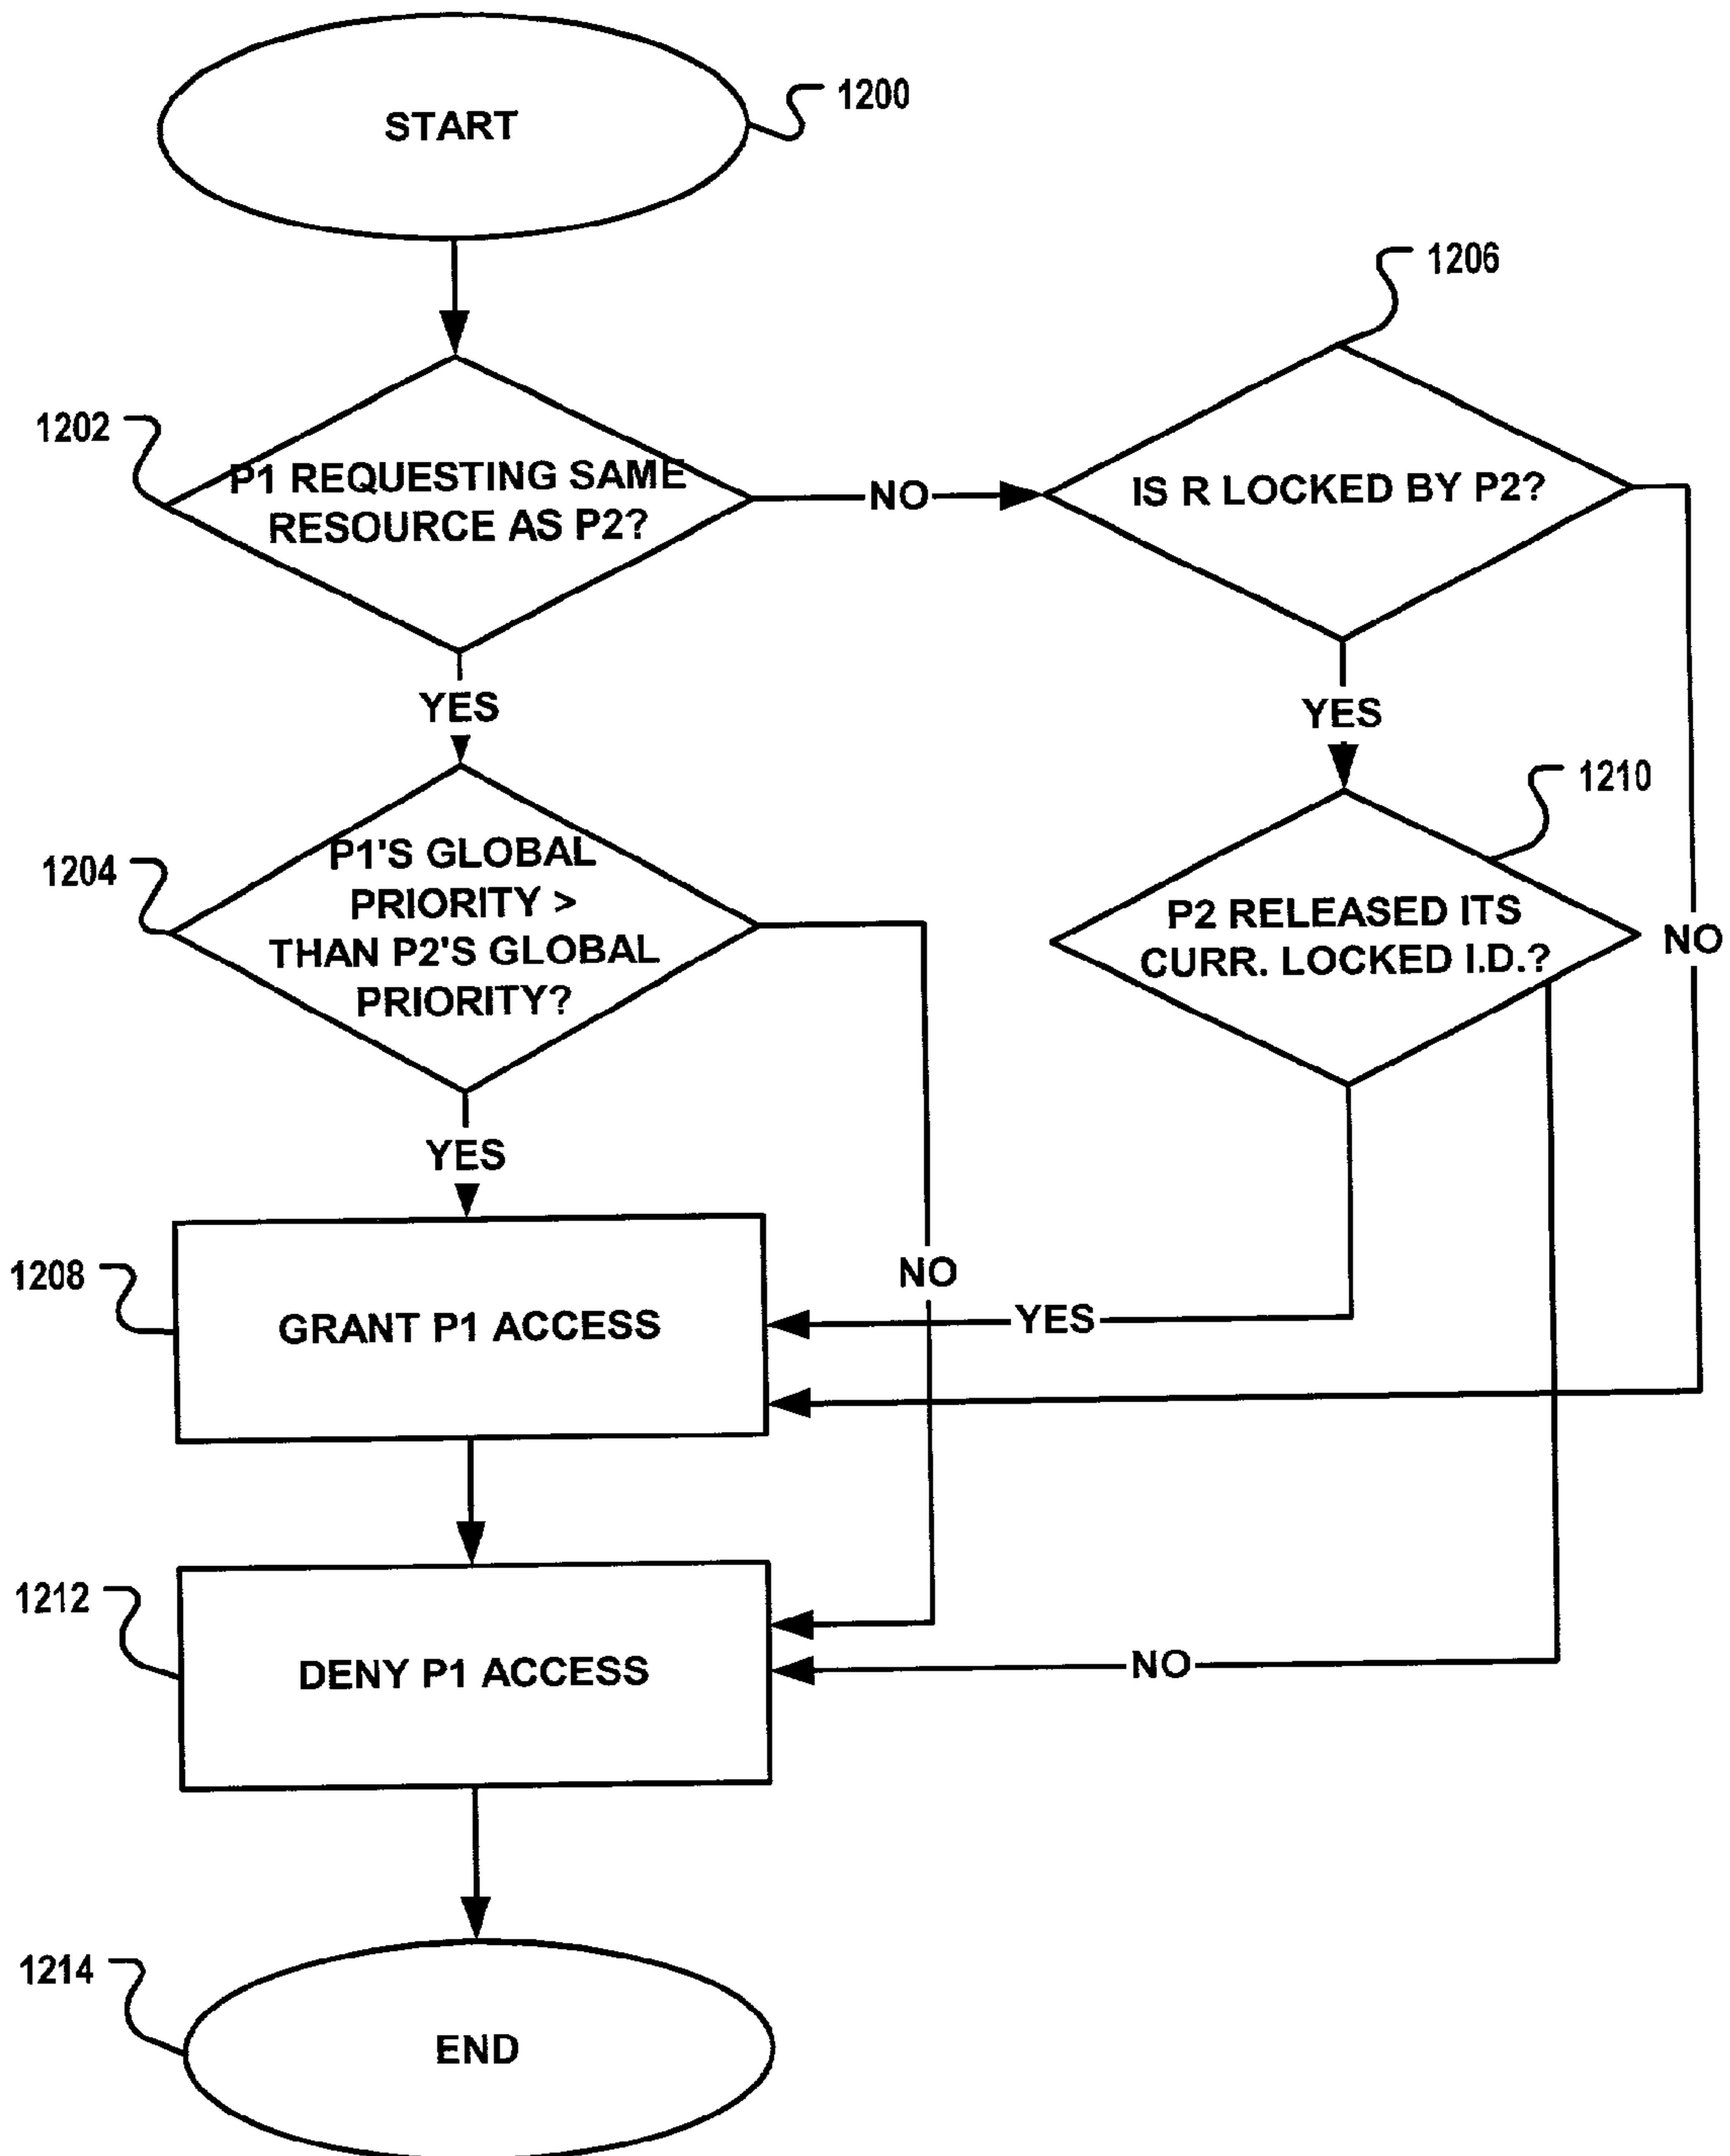 START
1200
1206
1202
P1 REQUESTING SAME
RESOURCE AS P2?
NO
IS R LOCKED BY P2?
YES
YES
1210
1204
P1'S GLOBAL
PRIORITY >
THAN P2'S GLOBAL
PRIORITY?
P2 RELEASED ITS
CURR. LOCKED I.D.?
NO
YES
1208
NO
GRANT P1 ACCESS
YES
1212
DENY P1 ACCESS
NO
1214
END